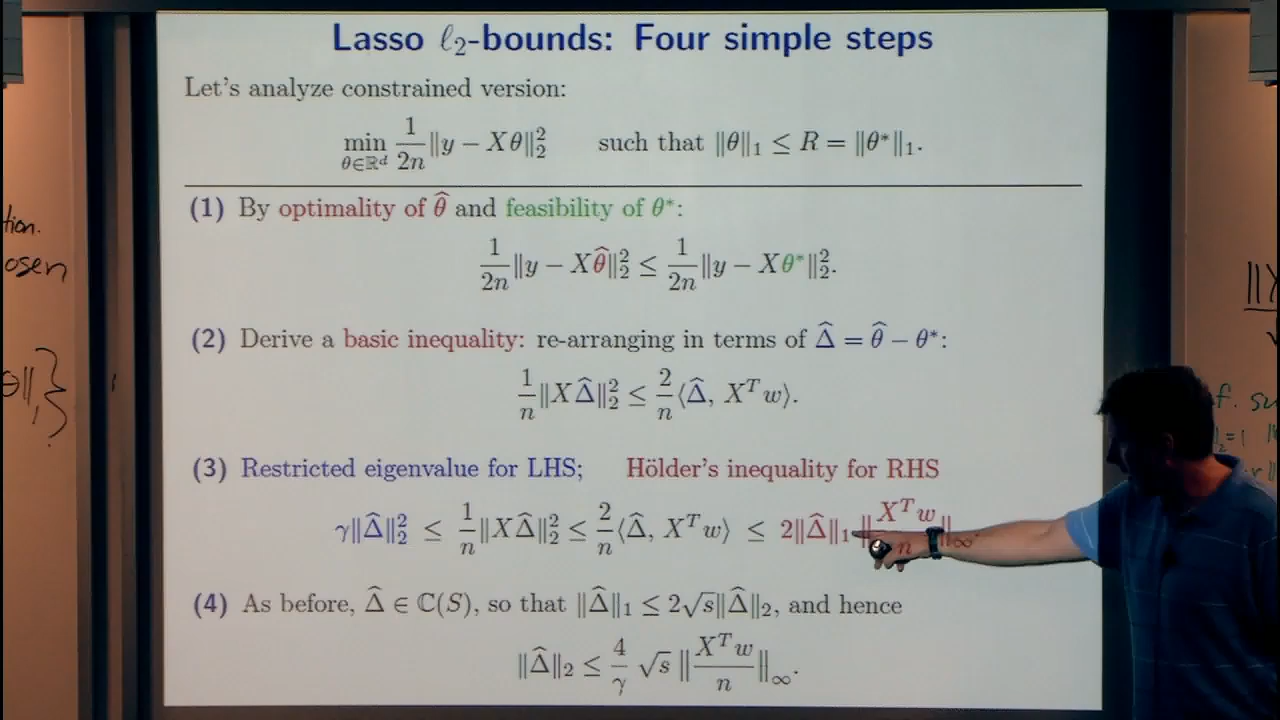 Lasso ℓ₂-bounds: Four simple steps
Let's analyze constrained version:
min_{θ∈ℝ^d} 1/2n ‖y − Xθ‖₂² such that ‖θ‖₁ ≤ R = ‖θ*‖₁.
(1) By optimality of θ̂ and feasibility of θ*:
1/2n ‖y − Xθ̂‖₂² ≤ 1/2n ‖y − Xθ*‖₂².
(2) Derive a basic inequality: re-arranging in terms of Δ̂ = θ̂ − θ*:
1/n ‖XΔ̂‖₂² ≤ 2/n ⟨Δ̂, X^T w⟩.
(3) Restricted eigenvalue for LHS; Hölder's inequality for RHS
γ‖Δ̂‖₂² ≤ 1/n ‖XΔ̂‖₂² ≤ 2/n ⟨Δ̂, X^T w⟩ ≤ 2‖Δ̂‖₁ ‖X^T w/n‖∞.
(4) As before, Δ̂ ∈ ℂ(S), so that ‖Δ̂‖₁ ≤ 2√s‖Δ̂‖₂, and hence
‖Δ̂‖₂ ≤ 4/γ √s ‖X^T w/n‖∞.
tion.
osen
θ‖₁}